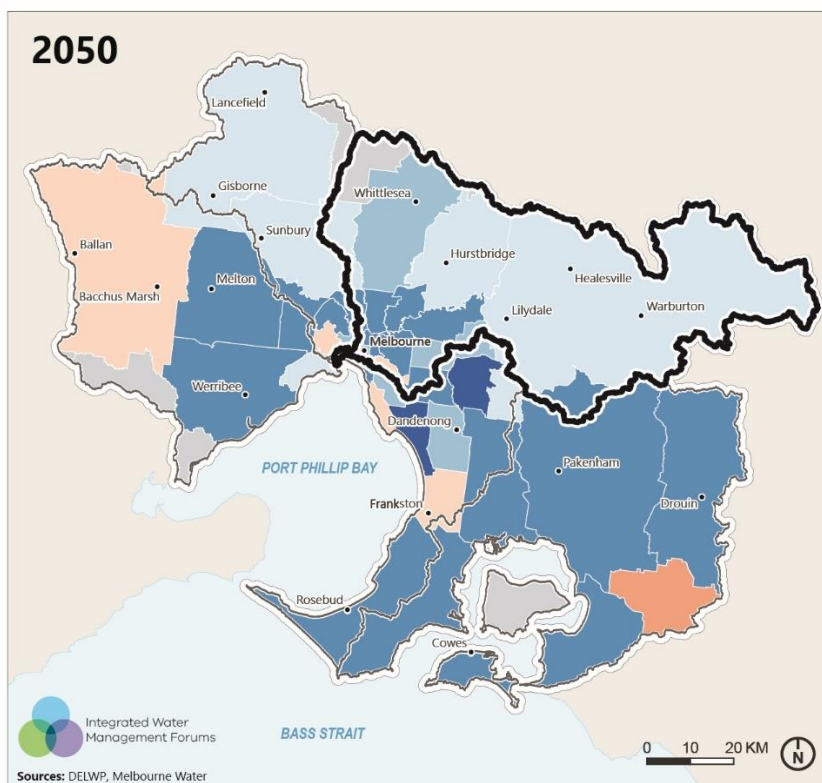 2050
Lancefield
Whittlesea
Gisborne
Sunbury
Hurstbridge
Ballan
Healesville
Melton
Bacchus Marsh
Lilydale
Warburton
Melbourne
Werribee
Dandenong
PORT PHILLIP BAY
Pakenham
Drouin
Frankston
Rosebud
Cowes
Integrated Water
Management Forums
BASS STRAIT
0 10 20 KM
N
Sources: DELWP, Melbourne Water